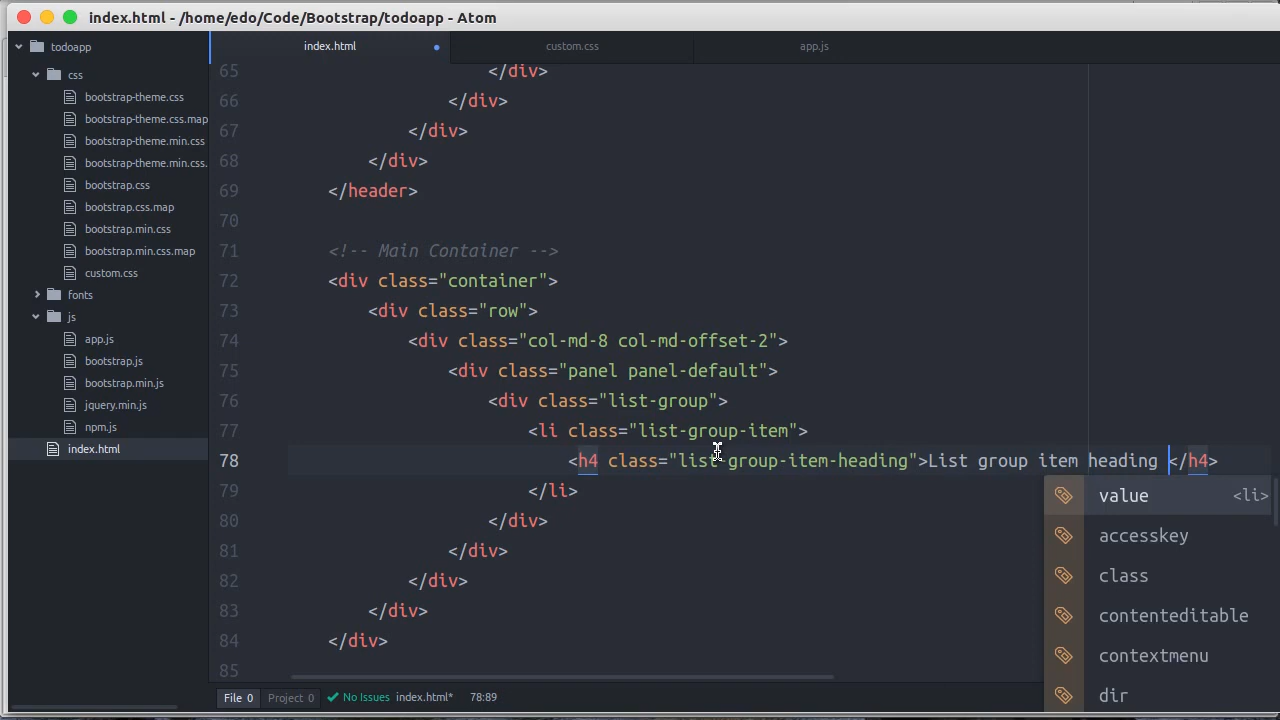 index.html - /home/edo/Code/Bootstrap/todoapp - Atom
todoapp
css
bootstrap-theme.css
bootstrap-theme.css.map
bootstrap-theme.min.css
bootstrap-theme.min.css.
bootstrap.css
bootstrap.css.map
bootstrap.min.css
bootstrap.min.css.map
custom.css
fonts
js
app.js
bootstrap.js
bootstrap.min.js
jquery.min.js
npm.js
index.html
index.html
custom.css
app.js
65 </div>
66 </div>
67 </div>
68 </div>
69 </header>
70
71 <!-- Main Container -->
72 <div class="container">
73 <div class="row">
74 <div class="col-md-8 col-md-offset-2">
75 <div class="panel panel-default">
76 <div class="list-group">
77 <li class="list-group-item">
78 <h4 class="list-group-item-heading">List group item heading </h4>
79 </li>
80 </div>
81 </div>
82 </div>
83 </div>
84 </div>
85
value <li>
accesskey
class
contenteditable
contextmenu
dir
File 0 Project 0 No Issues index.html* 78:89